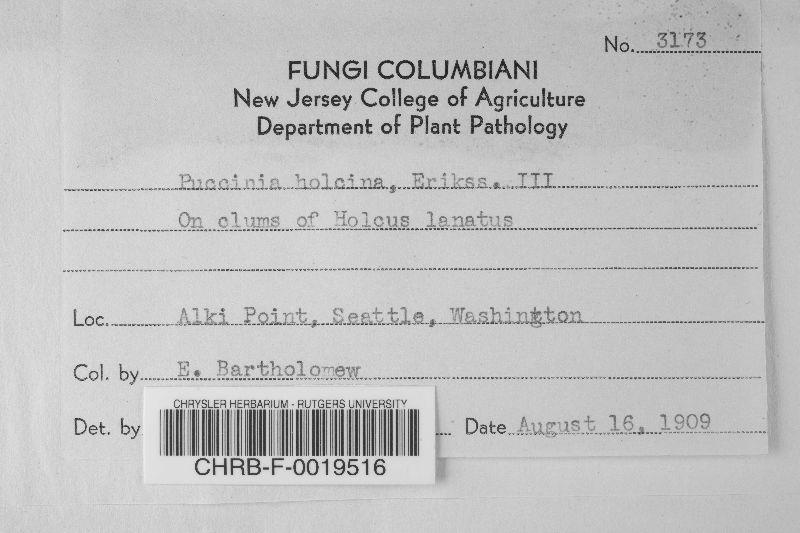 No. 3173
FUNGI COLUMBIANI
New Jersey College of Agriculture
Department of Plant Pathology
Puccinia holcina, Erikss. III
On clums of Holcus lanatus
Loc. Alki Point, Seattle, Washington
Col. by E. Bartholomew
Det. by Date August 16, 1909
CHRYSLER HERBARIUM - RUTGERS UNIVERSITY
CHRB-F-0019516